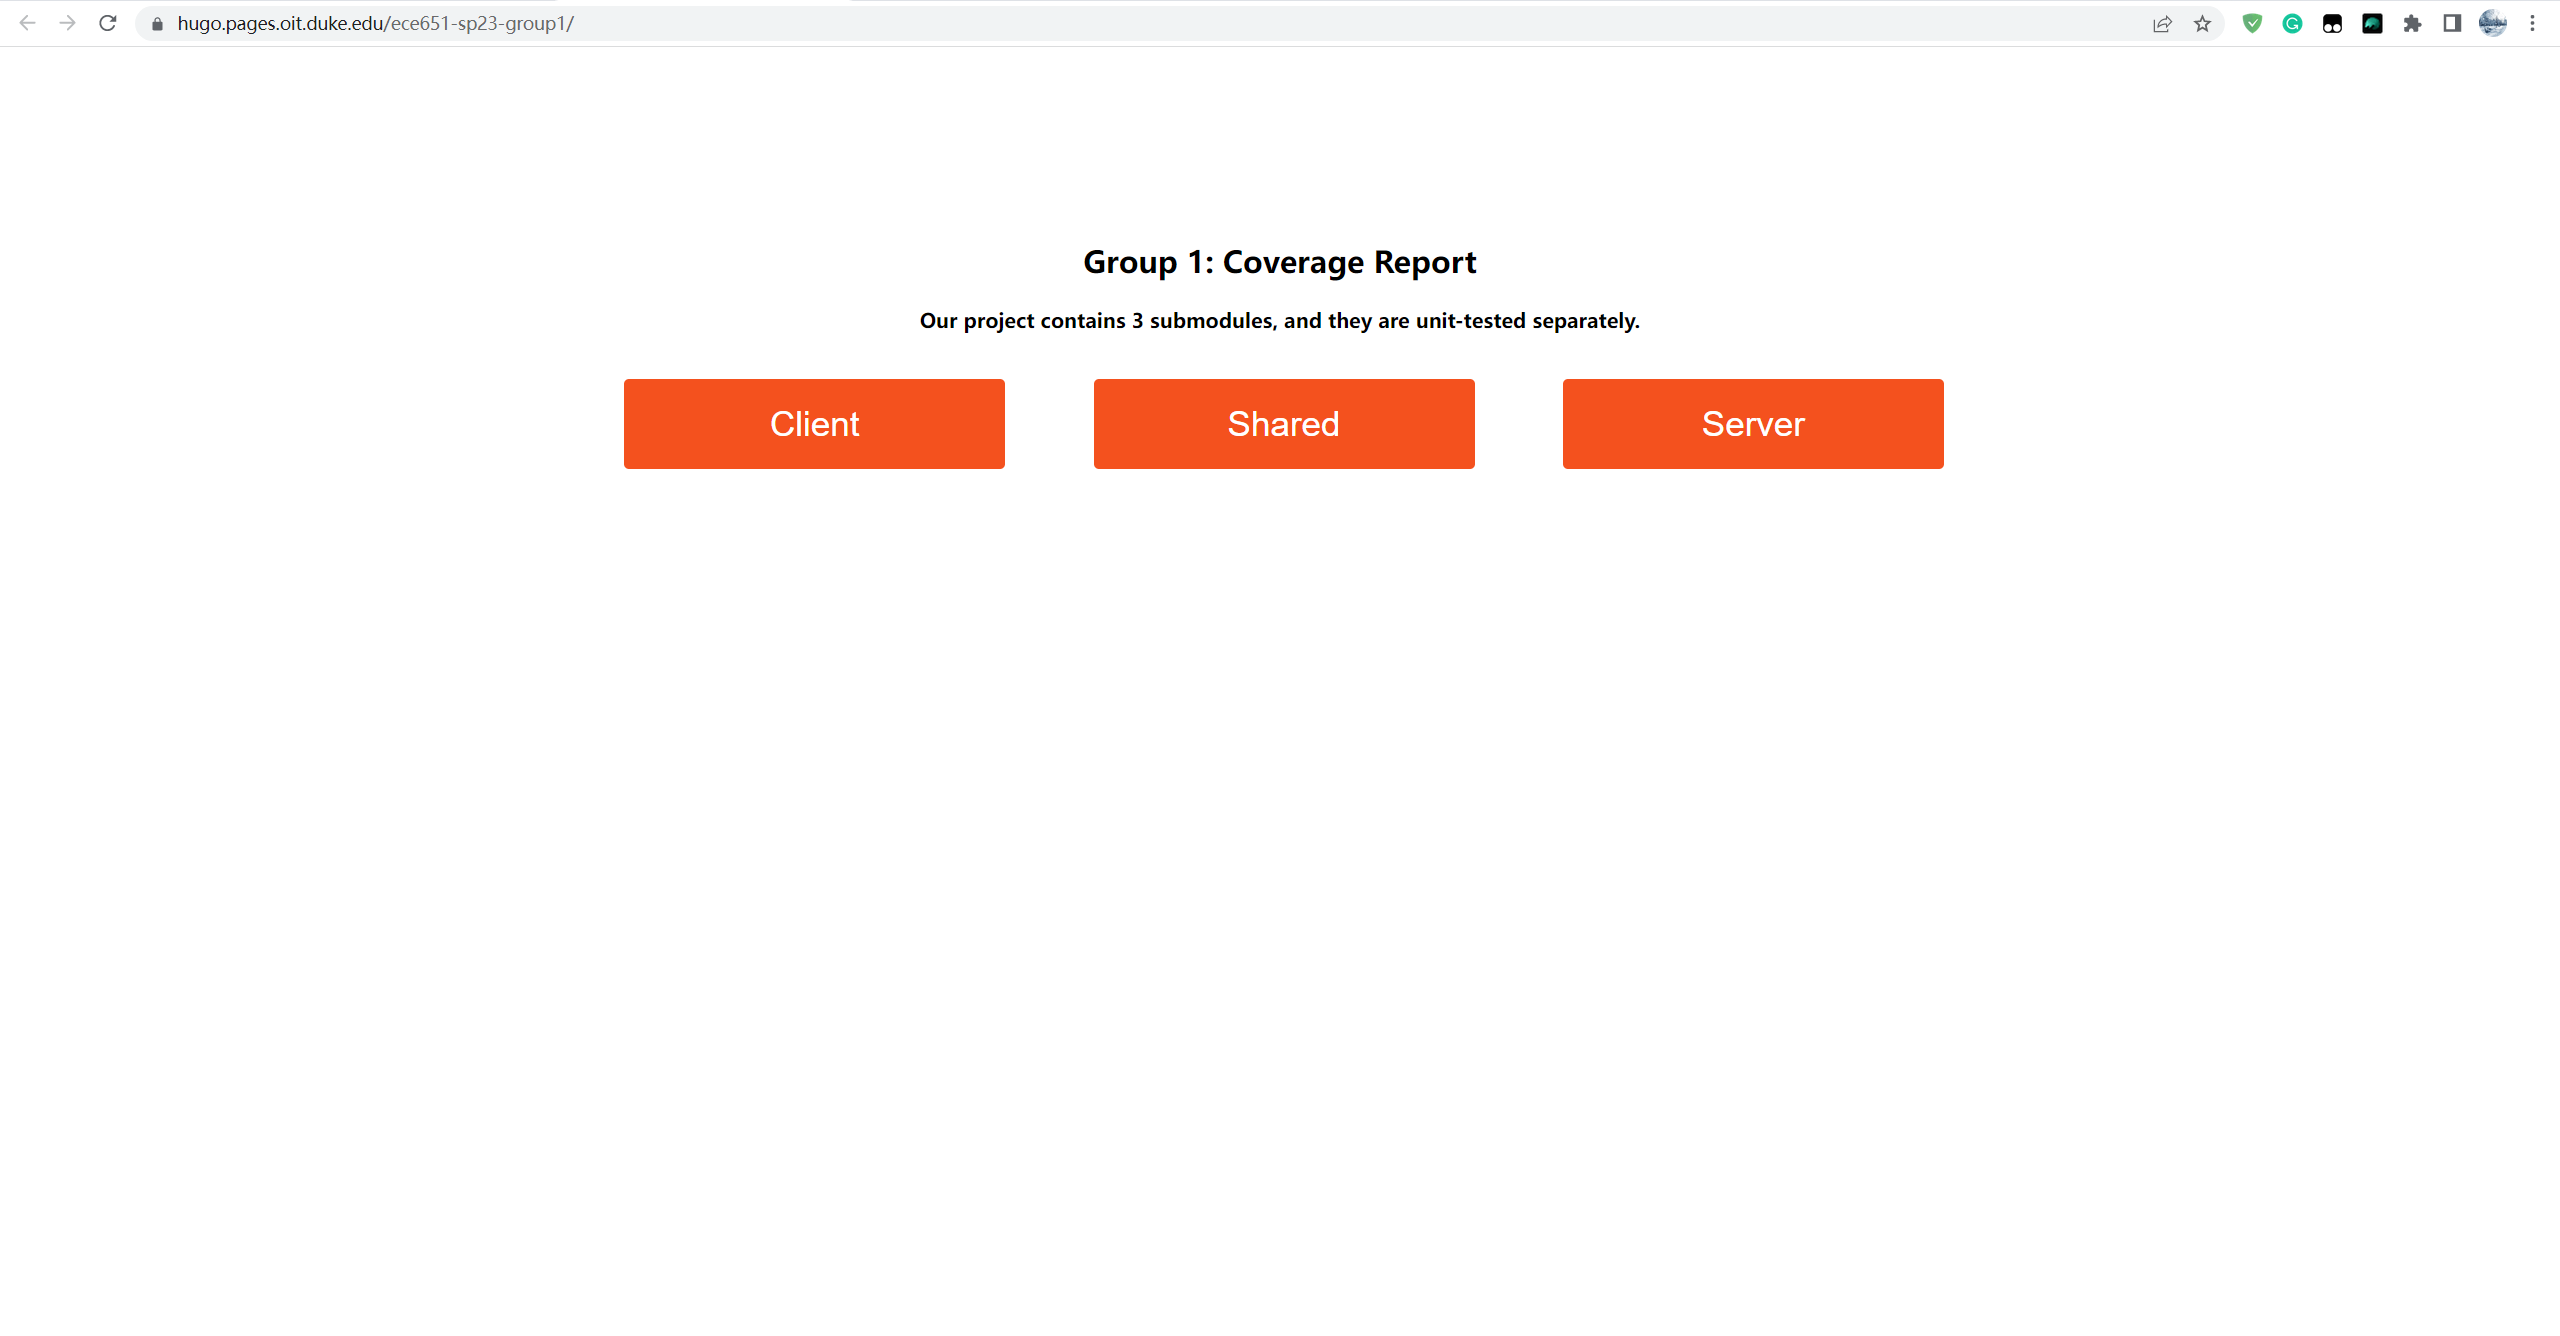 hugo.pages.oit.duke.edu/ece651-sp23-group1/
Group 1: Coverage Report
Our project contains 3 submodules, and they are unit-tested separately.
Client
Shared
Server